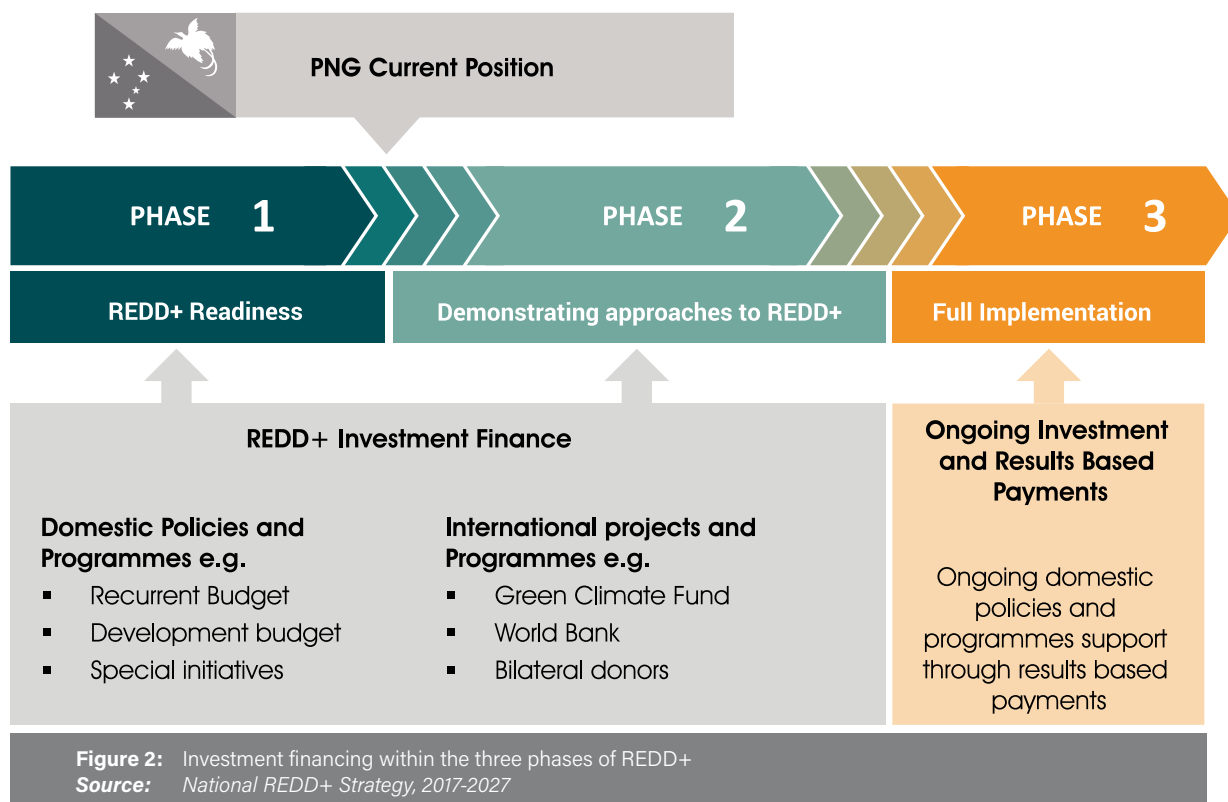 PNG Current Position
PHASE 1
PHASE 2
PHASE 3
REDD+ Readiness
Demonstrating approaches to REDD+
Full Implementation
REDD+ Investment Finance
Domestic Policies and
Programmes e.g.
▪ Recurrent Budget
▪ Development budget
▪ Special initiatives
International projects and
Programmes e.g.
▪ Green Climate Fund
▪ World Bank
▪ Bilateral donors
Ongoing Investment
and Results Based
Payments
Ongoing domestic
policies and
programmes support
through results based
payments
Figure 2: Investment financing within the three phases of REDD+
Source: National REDD+ Strategy, 2017-2027